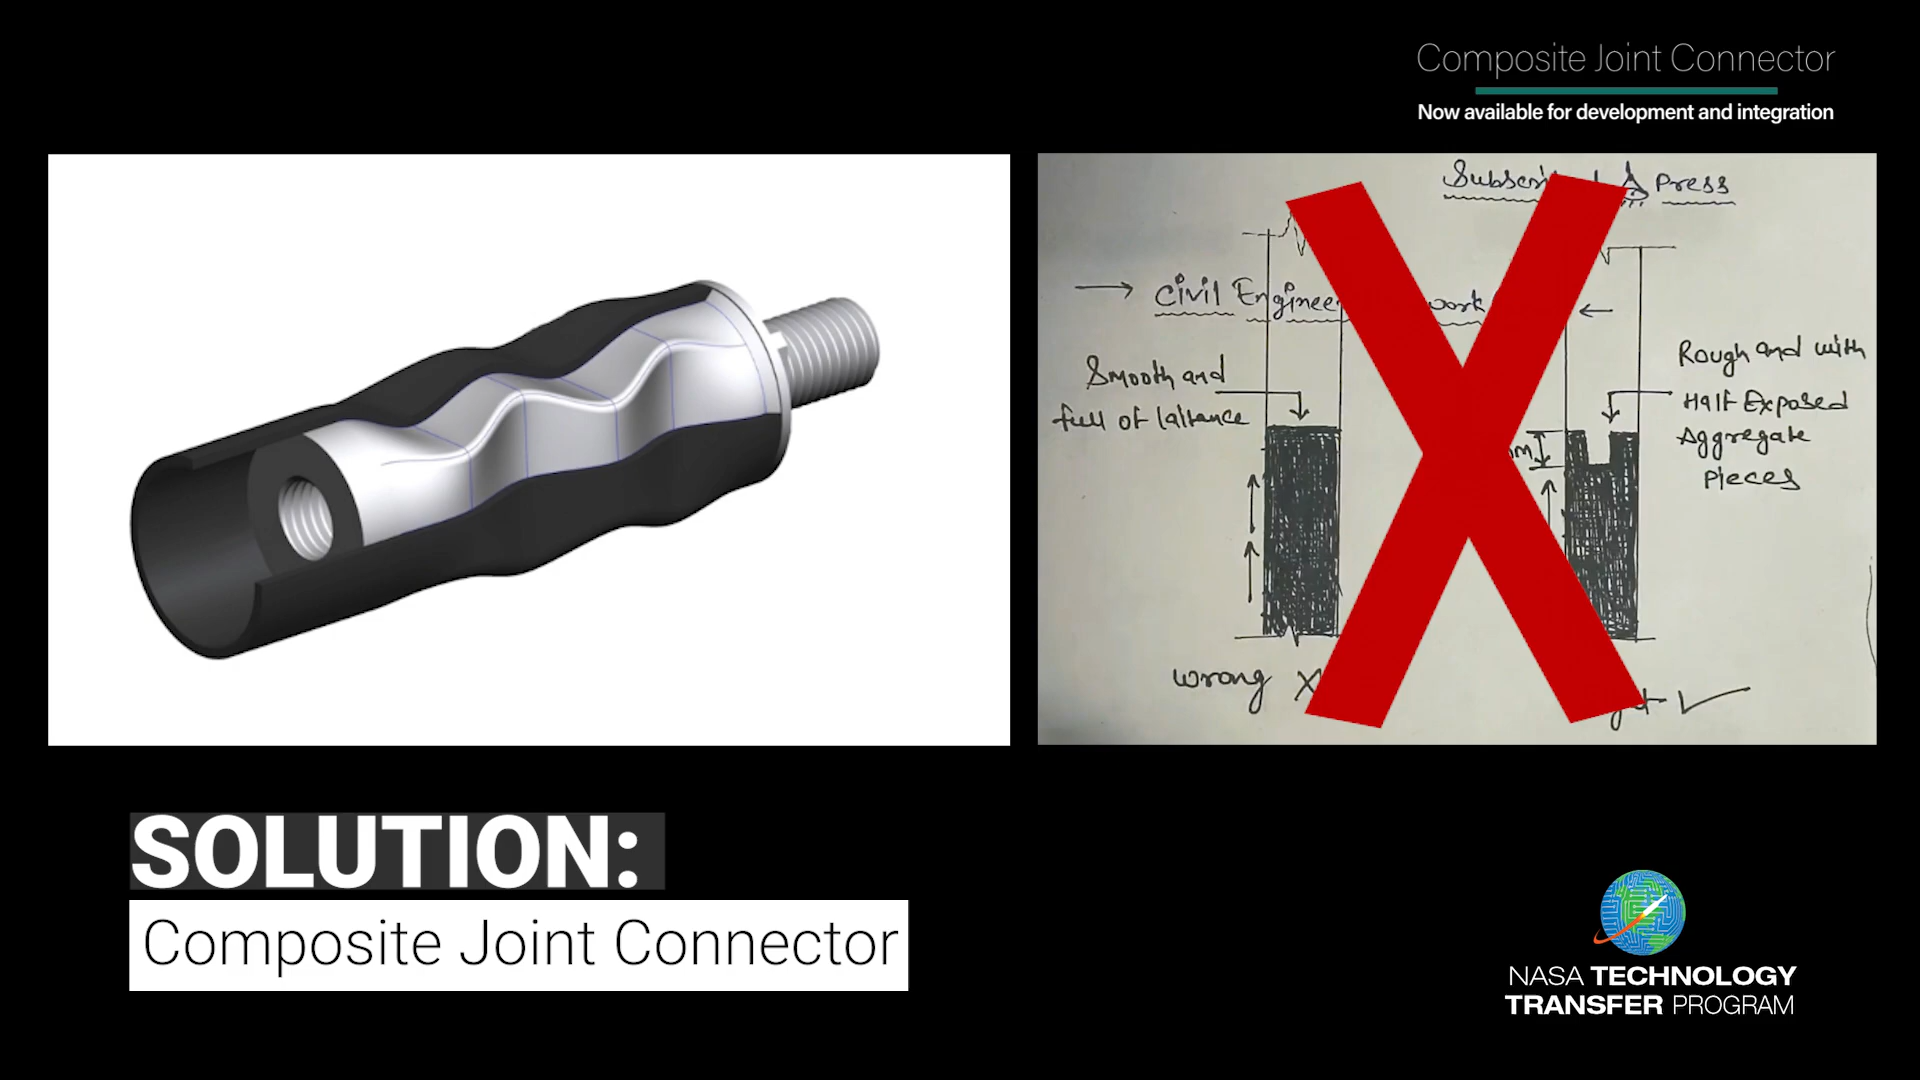 Composite Joint Connector
Now available for development and integration
Press
Civil
work
Smooth and
full of laitance
Rough and with
Half Exposed
Aggregate
Pieces
wrong X
SOLUTION:
Composite Joint Connector
NASA TECHNOLOGY
TRANSFER PROGRAM